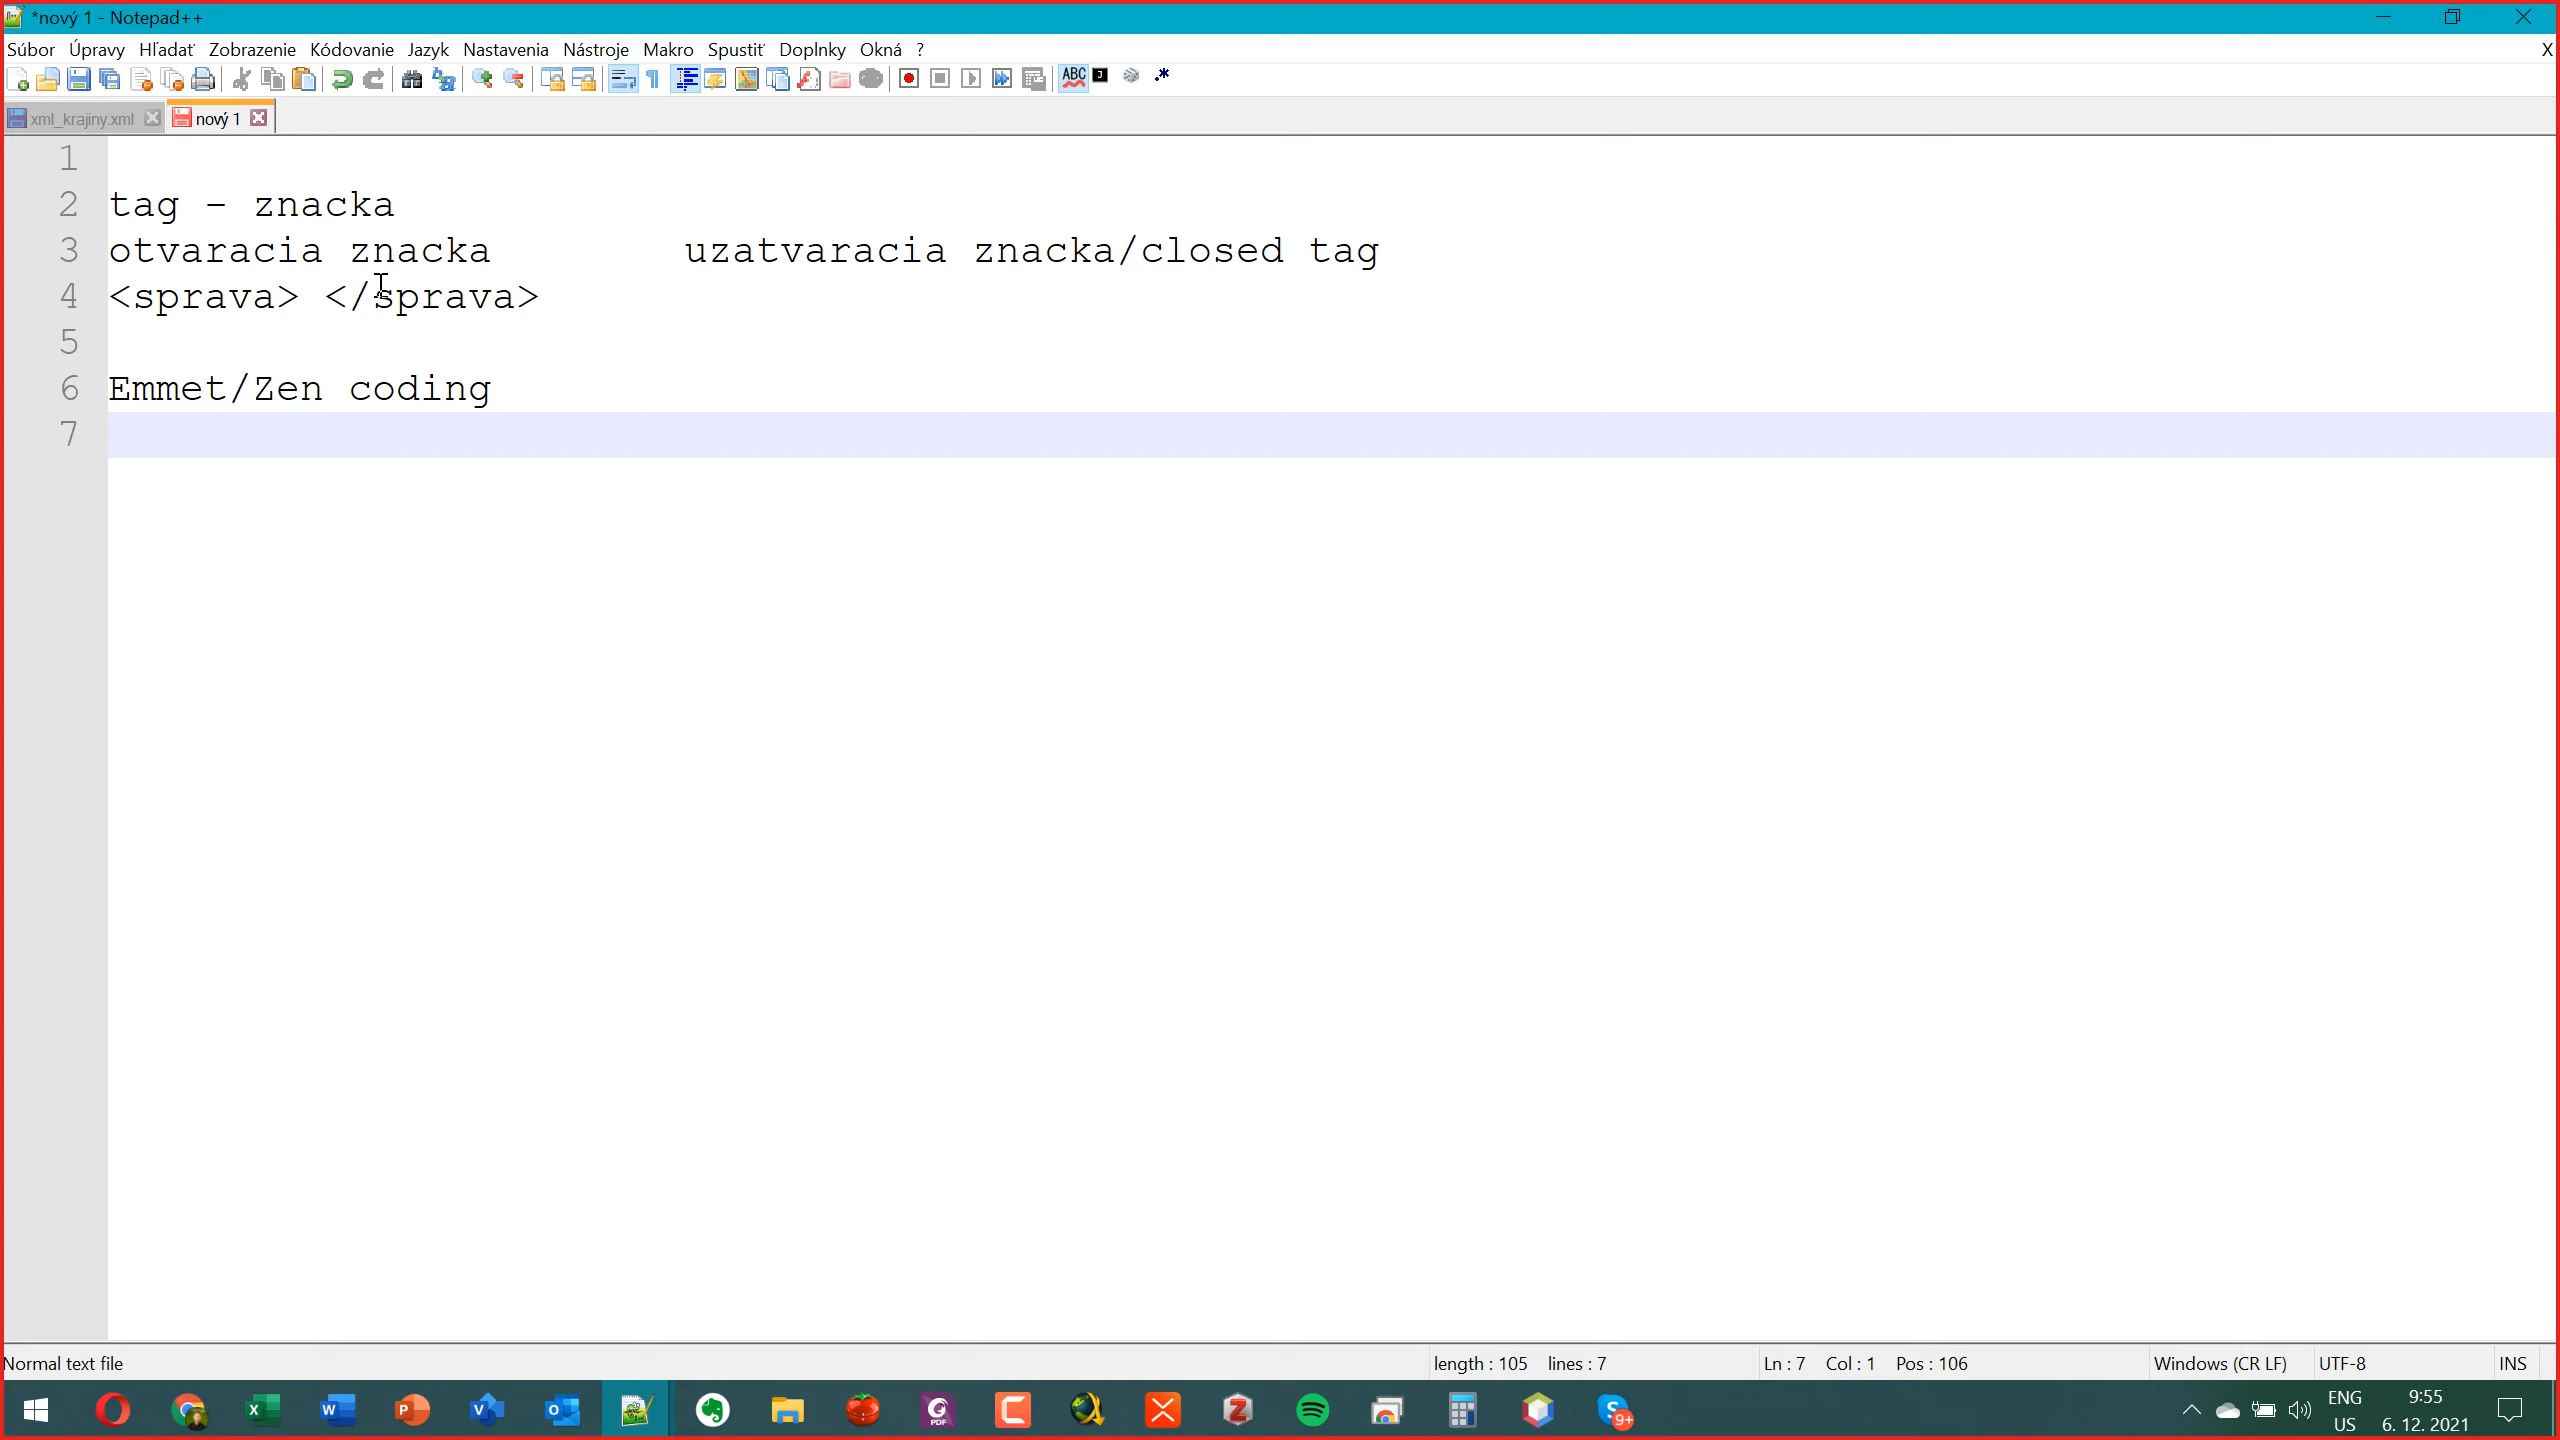 *nový 1 - Notepad++
Súbor Úpravy Hľadať Zobrazenie Kódovanie Jazyk Nastavenia Nástroje Makro Spustiť Doplnky Okná ? X
ABC
xml_krajiny.xml nový 1
1
2 tag - znacka
3 otvaracia znacka uzatvaracia znacka/closed tag
4 <sprava> </sprava>
5
6 Emmet/Zen coding
7
Normal text file length : 105 lines : 7 Ln : 7 Col : 1 Pos : 106 Windows (CR LF) UTF-8 INS
ENG 9:55
US 6. 12. 2021